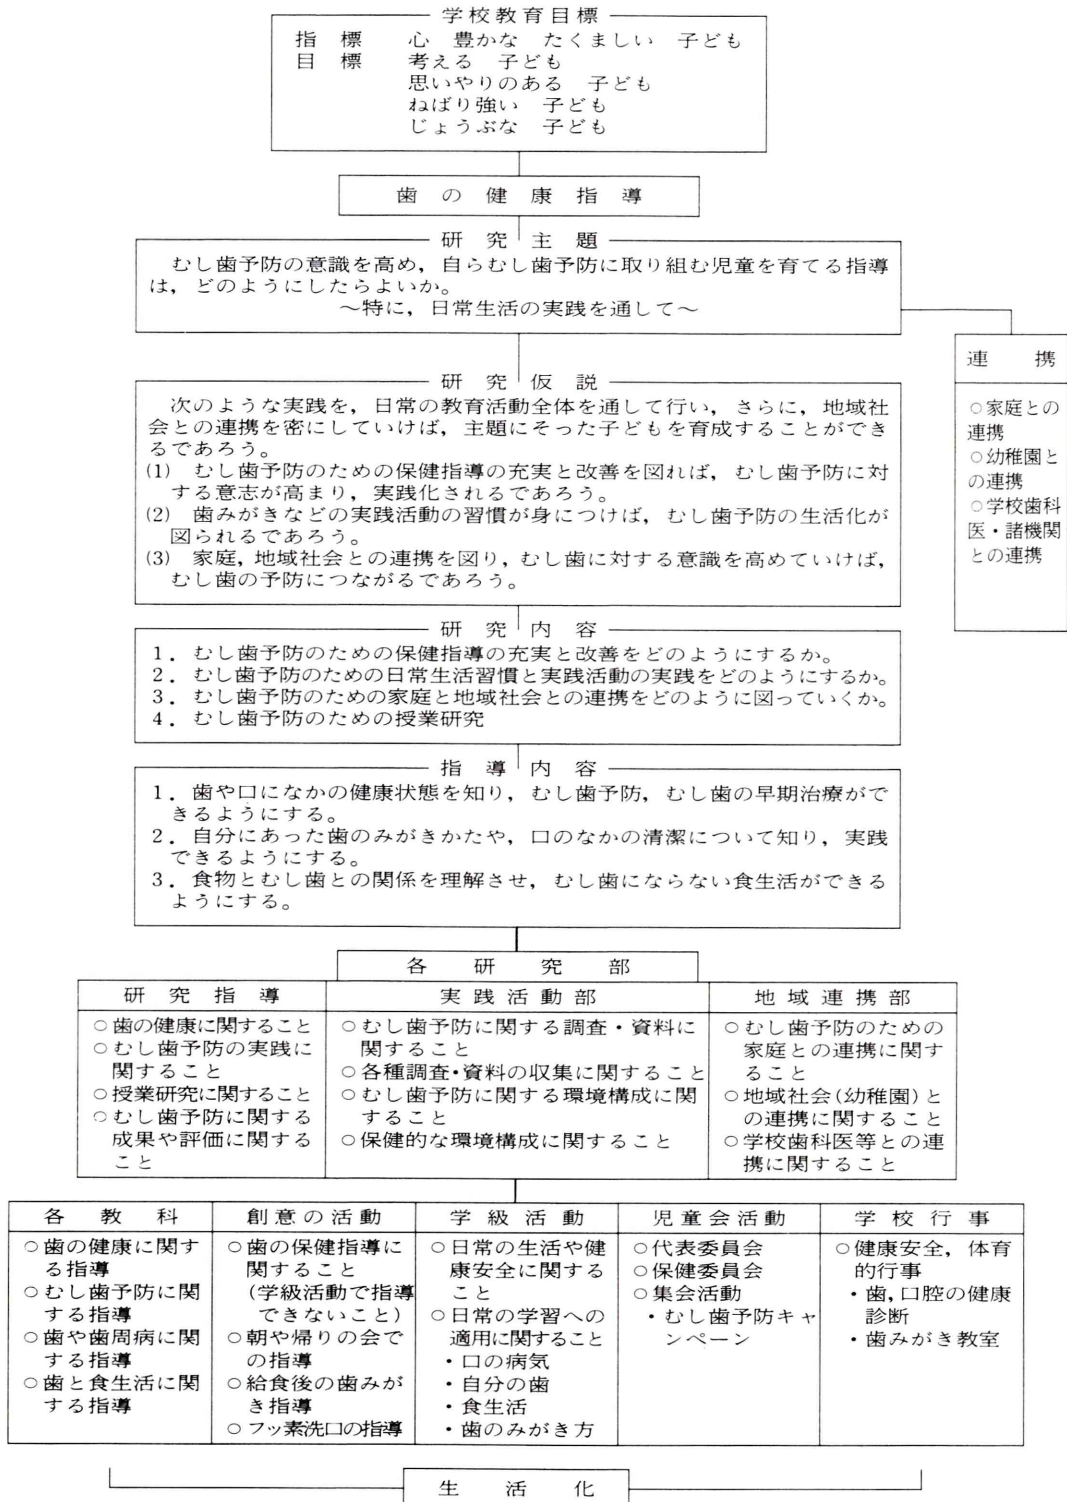 学校教育目標
指標 心 豊かな たくましい 子ども
目標 考える 子ども
思いやりのある 子ども
ねばり強い 子ども
じょうぶな 子ども
歯の健康指導
研究主題
むし歯予防の意識を高め，自らむし歯予防に取り組む児童を育てる指導
は，どのようにしたらよいか。
～特に，日常生活の実践を通して～
連携
○家庭との
連携
○幼稚園と
の連携
○学校歯科
医・諸機関
との連携
研究仮説
次のような実践を，日常の教育活動全体を通して行い，さらに，地域社
会との連携を密にしていけば，主題にそった子どもを育成することができ
るであろう。
(1) むし歯予防のための保健指導の充実と改善を図れば，むし歯予防に対
する意志が高まり，実践化されるであろう。
(2) 歯みがきなどの実践活動の習慣が身につけば，むし歯予防の生活化が
図られるであろう。
(3) 家庭，地域社会との連携を図り，むし歯に対する意識を高めていけば，
むし歯の予防につながるであろう。
研究内容
1．むし歯予防のための保健指導の充実と改善をどのようにするか。
2．むし歯予防のための日常生活習慣と実践活動の実践をどのようにするか。
3．むし歯予防のための家庭と地域社会との連携をどのように図っていくか。
4．むし歯予防のための授業研究
指導内容
1．歯や口になかの健康状態を知り，むし歯予防，むし歯の早期治療がで
きるようにする。
2．自分にあった歯のみがきかたや，口のなかの清潔について知り，実践
できるようにする。
3．食物とむし歯との関係を理解させ，むし歯にならない食生活ができる
ようにする。
各研究部
研究指導
○歯の健康に関すること
○むし歯予防の実践に
関すること
○授業研究に関すること
○むし歯予防に関する
成果や評価に関する
こと
実践活動部
○むし歯予防に関する調査・資料に
関すること
○各種調査・資料の収集に関すること
○むし歯予防に関する環境構成に関
すること
○保健的な環境構成に関すること
地域連携部
○むし歯予防のための
家庭との連携に関す
ること
○地域社会(幼稚園)と
の連携に関すること
○学校歯科医等との連
携に関すること
各教科
○歯の健康に関す
る指導
○むし歯予防に関
する指導
○歯や歯周病に関
する指導
○歯と食生活に関
する指導
創意の活動
○歯の保健指導に
関すること
(学級活動で指導
できないこと)
○朝や帰りの会で
の指導
○給食後の歯みが
き指導
○フッ素洗口の指導
学級活動
○日常の生活や健
康安全に関する
こと
○日常の学習への
適用に関すること
・口の病気
・自分の歯
・食生活
・歯のみがき方
児童会活動
○代表委員会
○保健委員会
○集会活動
・むし歯予防キャ
ンペーン
学校行事
○健康安全，体育
的行事
・歯，口腔の健康
診断
・歯みがき教室
生活化